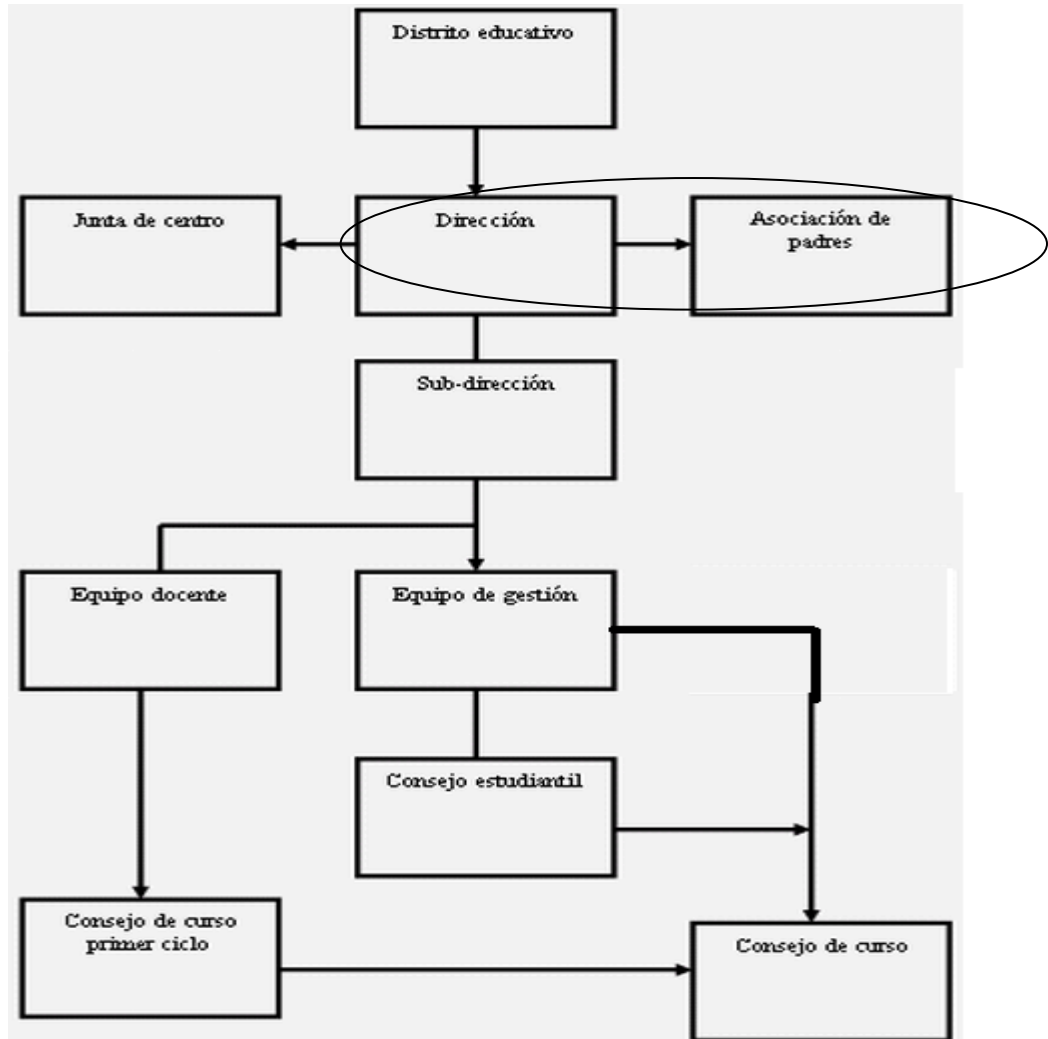 Distrito educativo
Junta de centro
Dirección
Asociación de
padres
Sub-dirección
Equipo docente
Equipo de gestión
Consejo estudiantil
Consejo de curso
primer ciclo
Consejo de curso